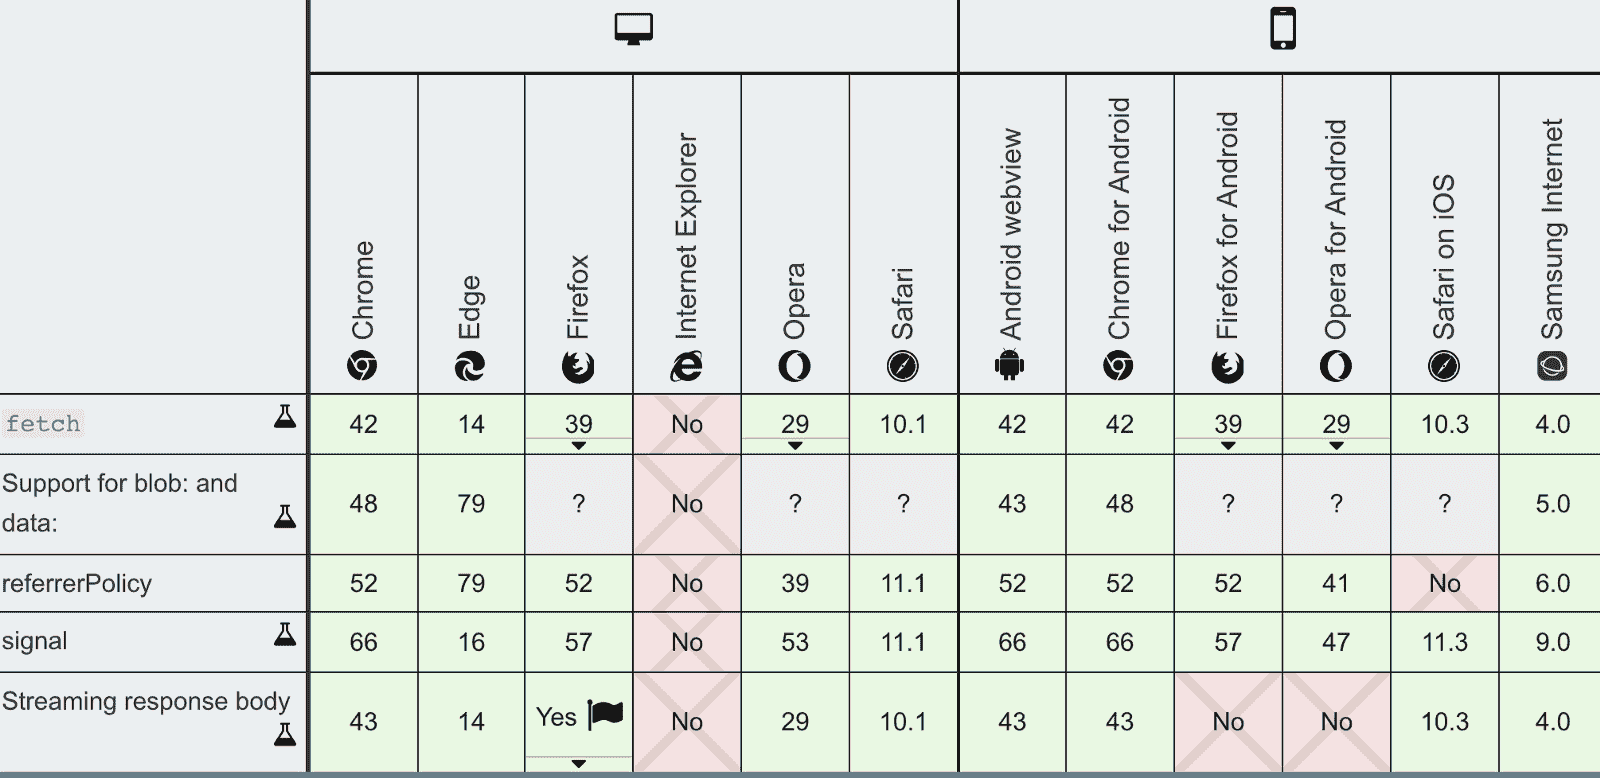 Chrome
Edge
Firefox
Internet Explorer
Opera
Safari
Android webview
Chrome for Android
Firefox for Android
Opera for Android
Safari on iOS
Samsung Internet
fetch 42 14 39 No 29 10.1 42 42 39 29 10.3 4.0
Support for blob: and
data: 48 79 ? No ? ? 43 48 ? ? ? 5.0
referrerPolicy 52 79 52 No 39 11.1 52 52 52 41 No 6.0
signal 66 16 57 No 53 11.1 66 66 57 47 11.3 9.0
Streaming response body 43 14 Yes No 29 10.1 43 43 No No 10.3 4.0